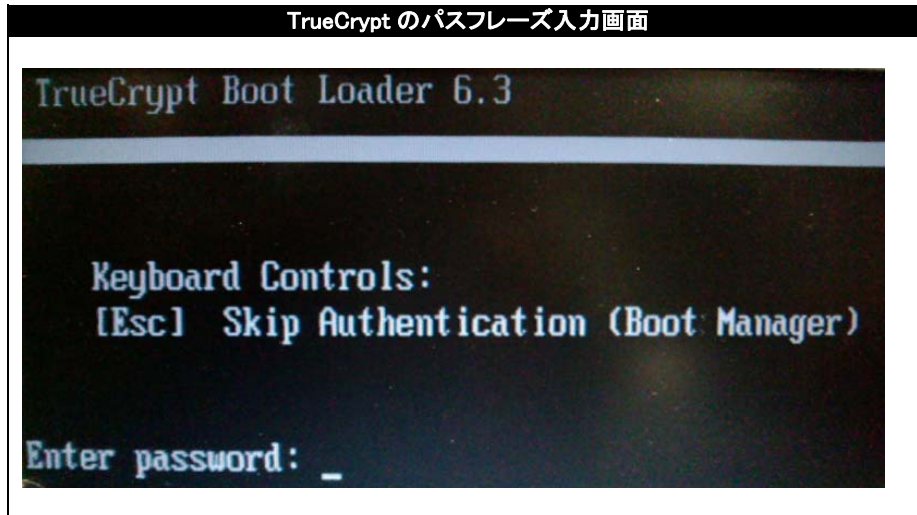 TrueCrypt のパスフレーズ入力画面
TrueCrypt Boot Loader 6.3
Keyboard Controls:
[Esc] Skip Authentication (Boot Manager)
Enter password: _